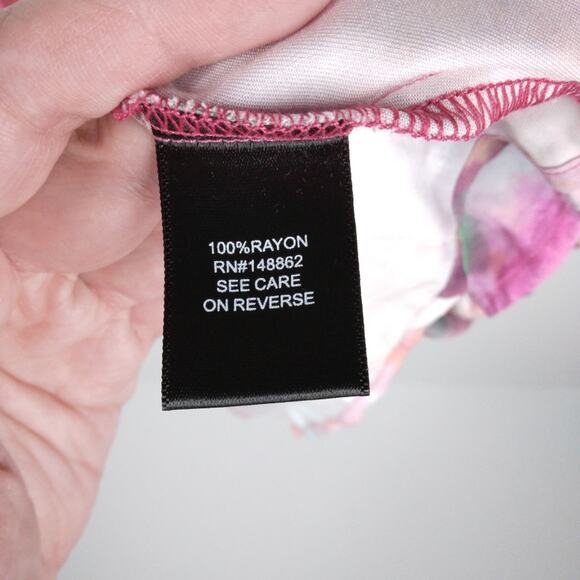 100%RAYON
RN#148862
SEE CARE
ON REVERSE